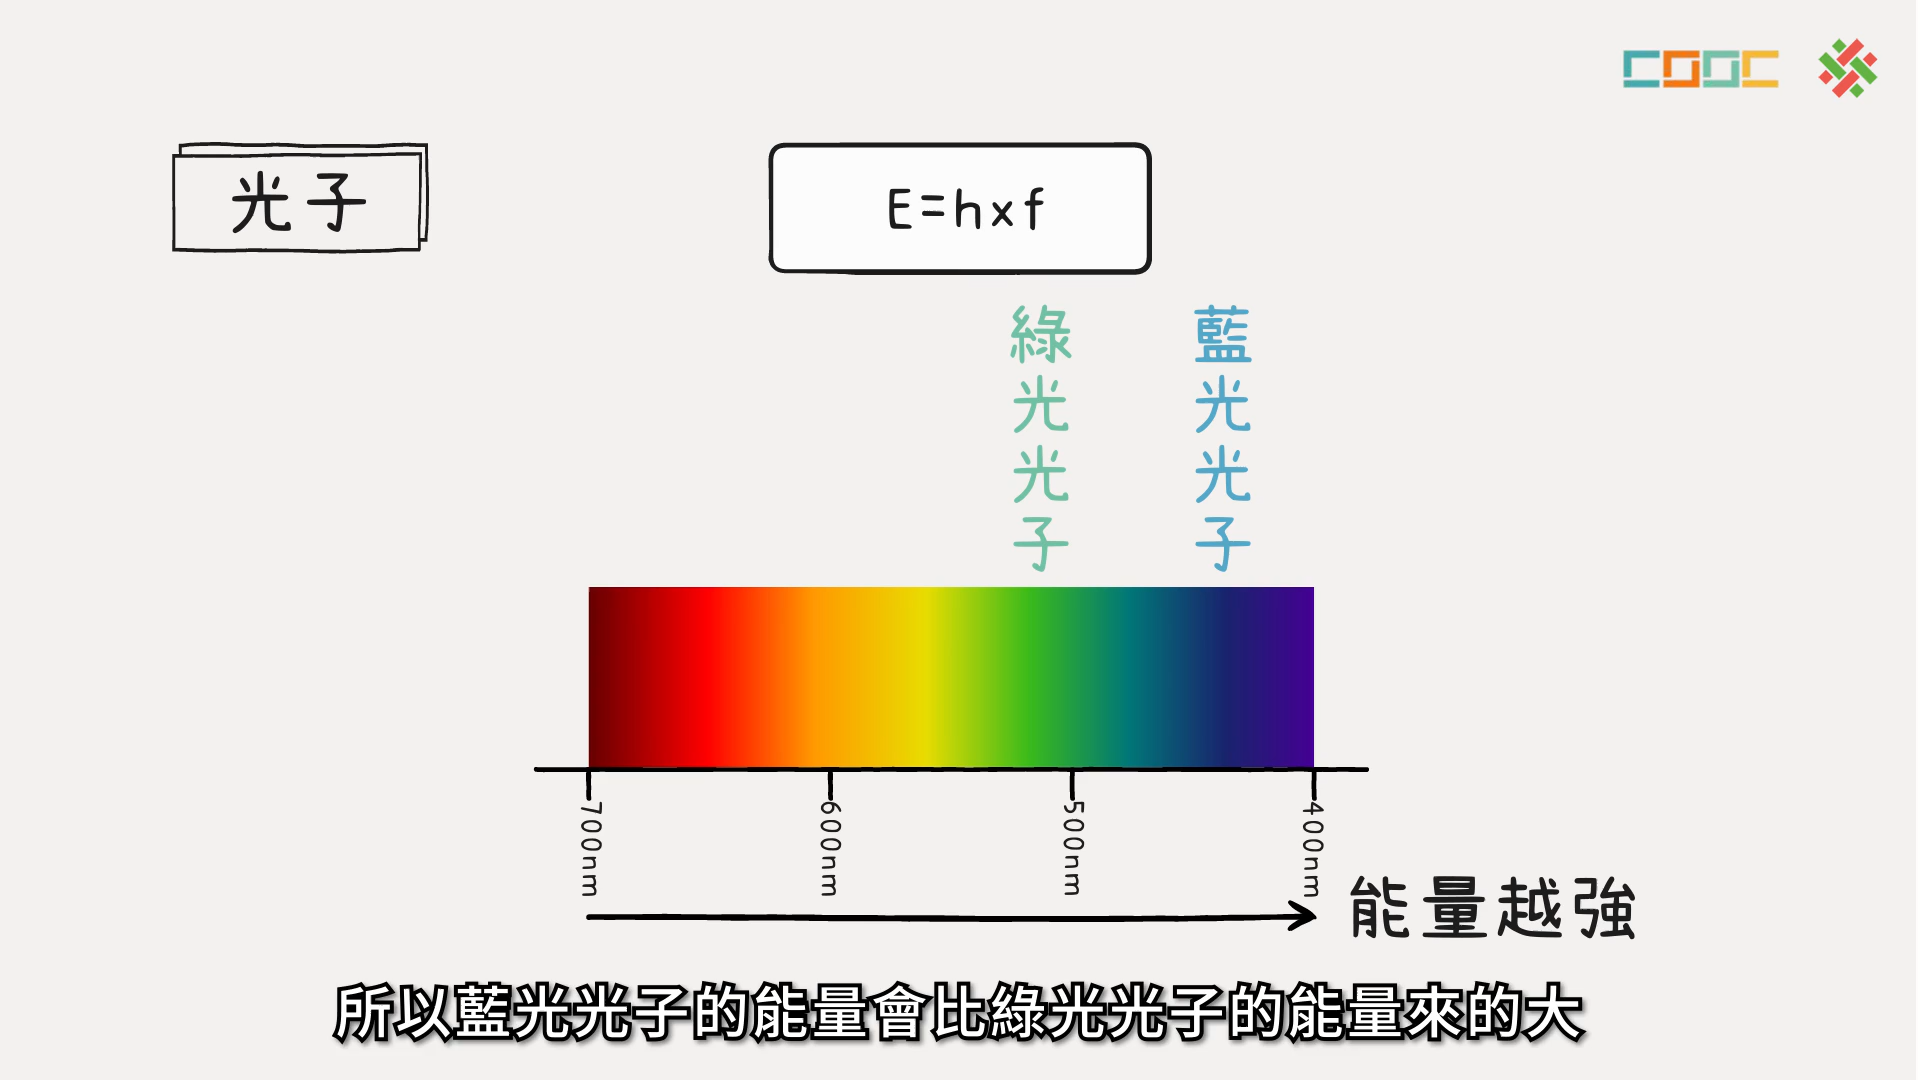 COOC
光子
E=hxf
綠光光子
藍光光子
700nm
600nm
500nm
400nm
能量越強
所以藍光光子的能量會比綠光光子的能量來的大